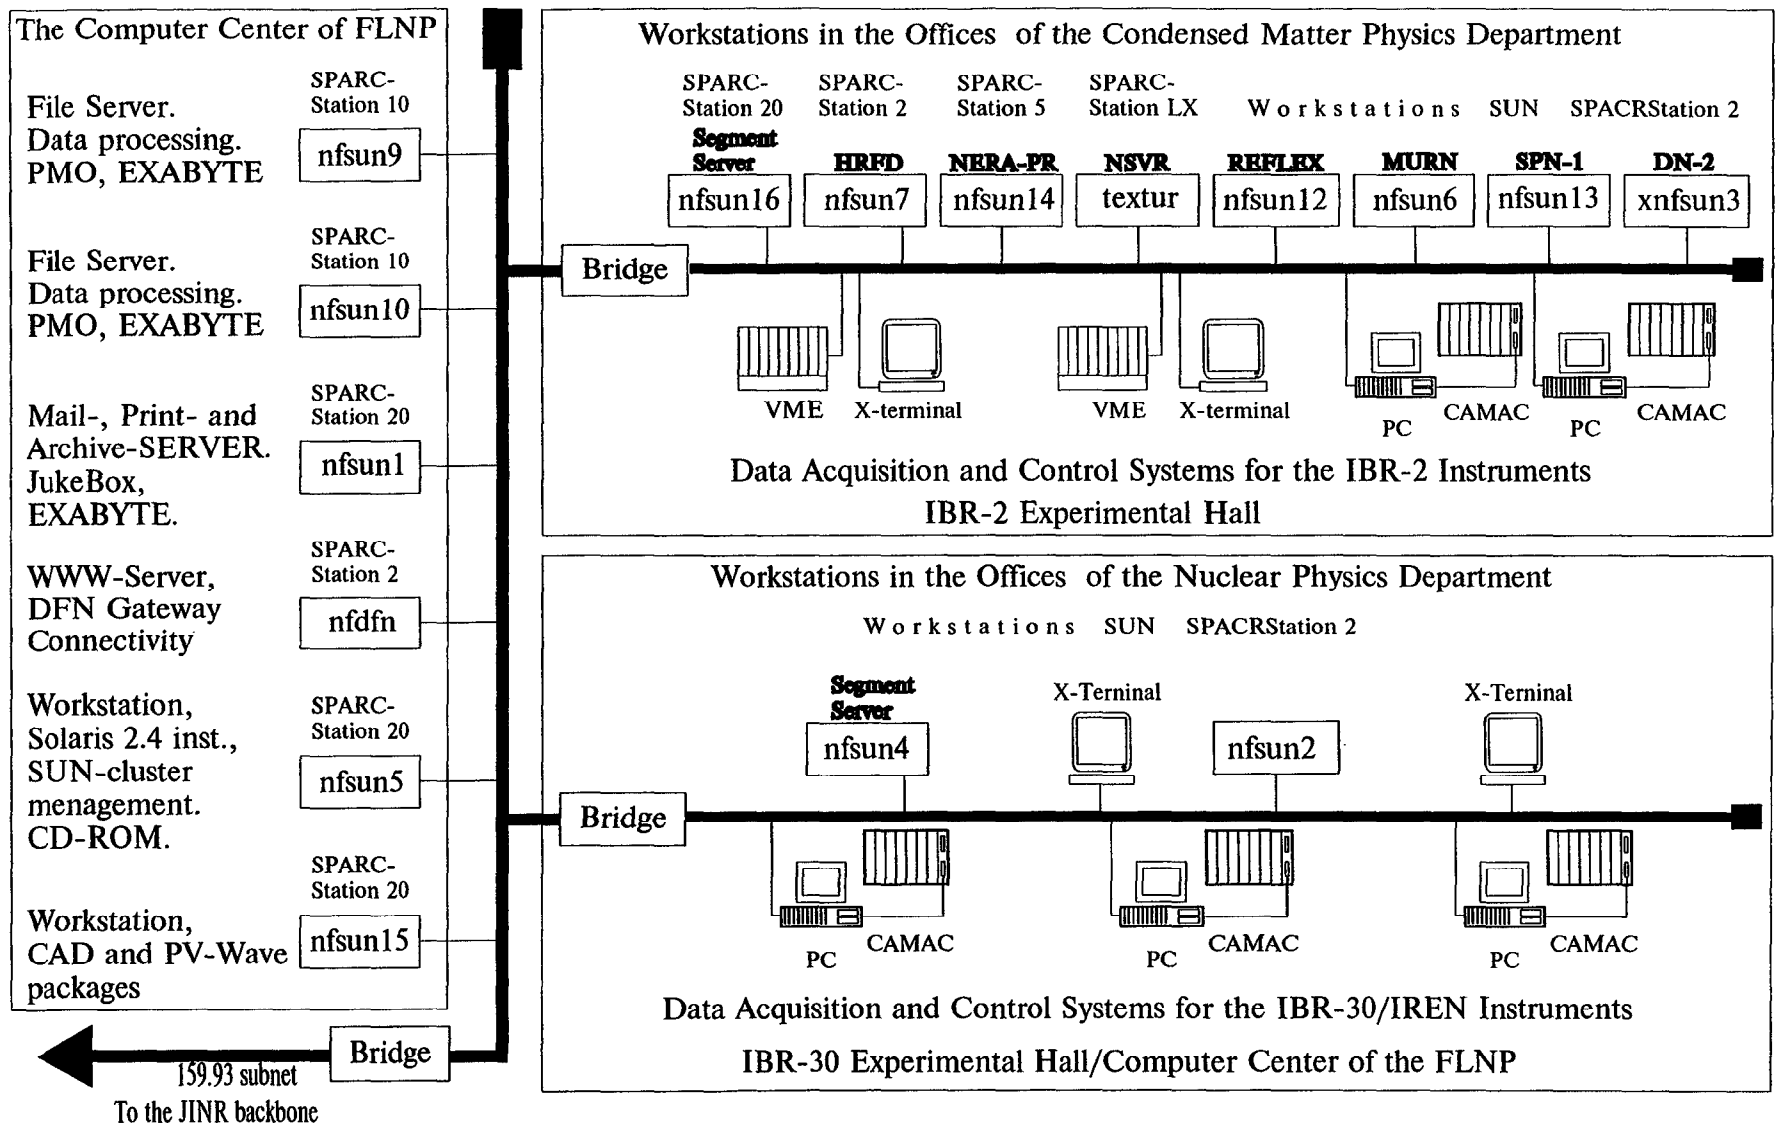 The Computer Center of FLNP
SPARC-
Station 10
File Server.
Data processing.
PMO, EXABYTE
nfsun9
SPARC-
Station 10
File Server.
Data processing.
PMO, EXABYTE
nfsun10
SPARC-
Station 20
Mail-, Print- and
Archive-SERVER.
JukeBox,
EXABYTE.
nfsun1
SPARC-
Station 2
WWW-Server,
DFN Gateway
Connectivity
nfdfn
SPARC-
Station 20
Workstation,
Solaris 2.4 inst.,
SUN-cluster
menagement.
CD-ROM.
nfsun5
SPARC-
Station 20
Workstation,
CAD and PV-Wave
packages
nfsun15
Bridge
159.93 subnet
To the JINR backbone
Workstations in the Offices of the Condensed Matter Physics Department
SPARC-
Station 20
SPARC-
Station 2
SPARC-
Station 5
SPARC-
Station LX
Workstations SUN SPACRStation 2
Segment
Server
HRFD
NERA-PR
NSVR
REFLEX
MURN
SPN-1
DN-2
nfsun16
nfsun7
nfsun14
textur
nfsun12
nfsun6
nfsun13
xnfsun3
Bridge
VME
X-terminal
VME
X-terminal
PC
CAMAC
PC
CAMAC
Data Acquisition and Control Systems for the IBR-2 Instruments
IBR-2 Experimental Hall
Workstations in the Offices of the Nuclear Physics Department
Workstations SUN SPACRStation 2
Segment
Server
nfsun4
X-Terninal
nfsun2
X-Terninal
Bridge
PC
CAMAC
PC
CAMAC
PC
CAMAC
Data Acquisition and Control Systems for the IBR-30/IREN Instruments
IBR-30 Experimental Hall/Computer Center of the FLNP